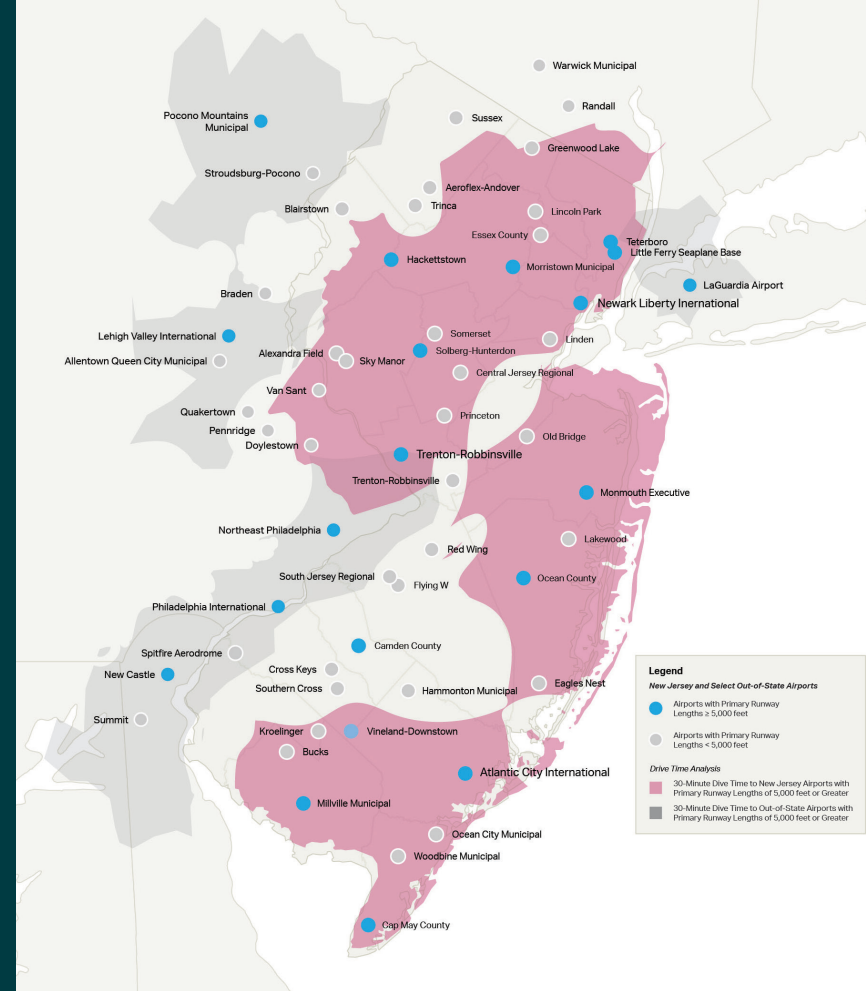 Warwick Municipal
Randall
Pocono Mountains
Municipal
Sussex
Greenwood Lake
Stroudsburg-Pocono
Aeroflex-Andover
Blairstown
Trinca
Lincoln Park
Essex County
Teterboro
Little Ferry Seaplane Base
Hackettstown
Morristown Municipal
LaGuardia Airport
Braden
Newark Liberty Inernational
Lehigh Valley International
Somerset
Linden
Alexandra Field
Solberg-Hunterdon
Allentown Queen City Municipal
Sky Manor
Central Jersey Regional
Van Sant
Quakertown
Princeton
Pennridge
Old Bridge
Doylestown
Trenton-Robbinsville
Trenton-Robbinsville
Monmouth Executive
Northeast Philadelphia
Lakewood
Red Wing
South Jersey Regional
Flying W
Ocean County
Philadelphia International
Camden County
Spitfire Aerodrome
New Castle
Cross Keys
Southern Cross
Hammonton Municipal
Eagles Nest
Summit
Kroelinger
Vineland-Downstown
Bucks
Atlantic City International
Millville Municipal
Ocean City Municipal
Woodbine Municipal
Cap May County
Legend
New Jersey and Select Out-of-State Airports
Airports with Primary Runway
Lengths ≥ 5,000 feet
Airports with Primary Runway
Lengths < 5,000 feet
Drive Time Analysis
30-Minute Dive Time to New Jersey Airports with
Primary Runway Lengths of 5,000 feet or Greater
30-Minute Dive Time to Out-of-State Airports with
Primary Runway Lengths of 5,000 feet or Greater